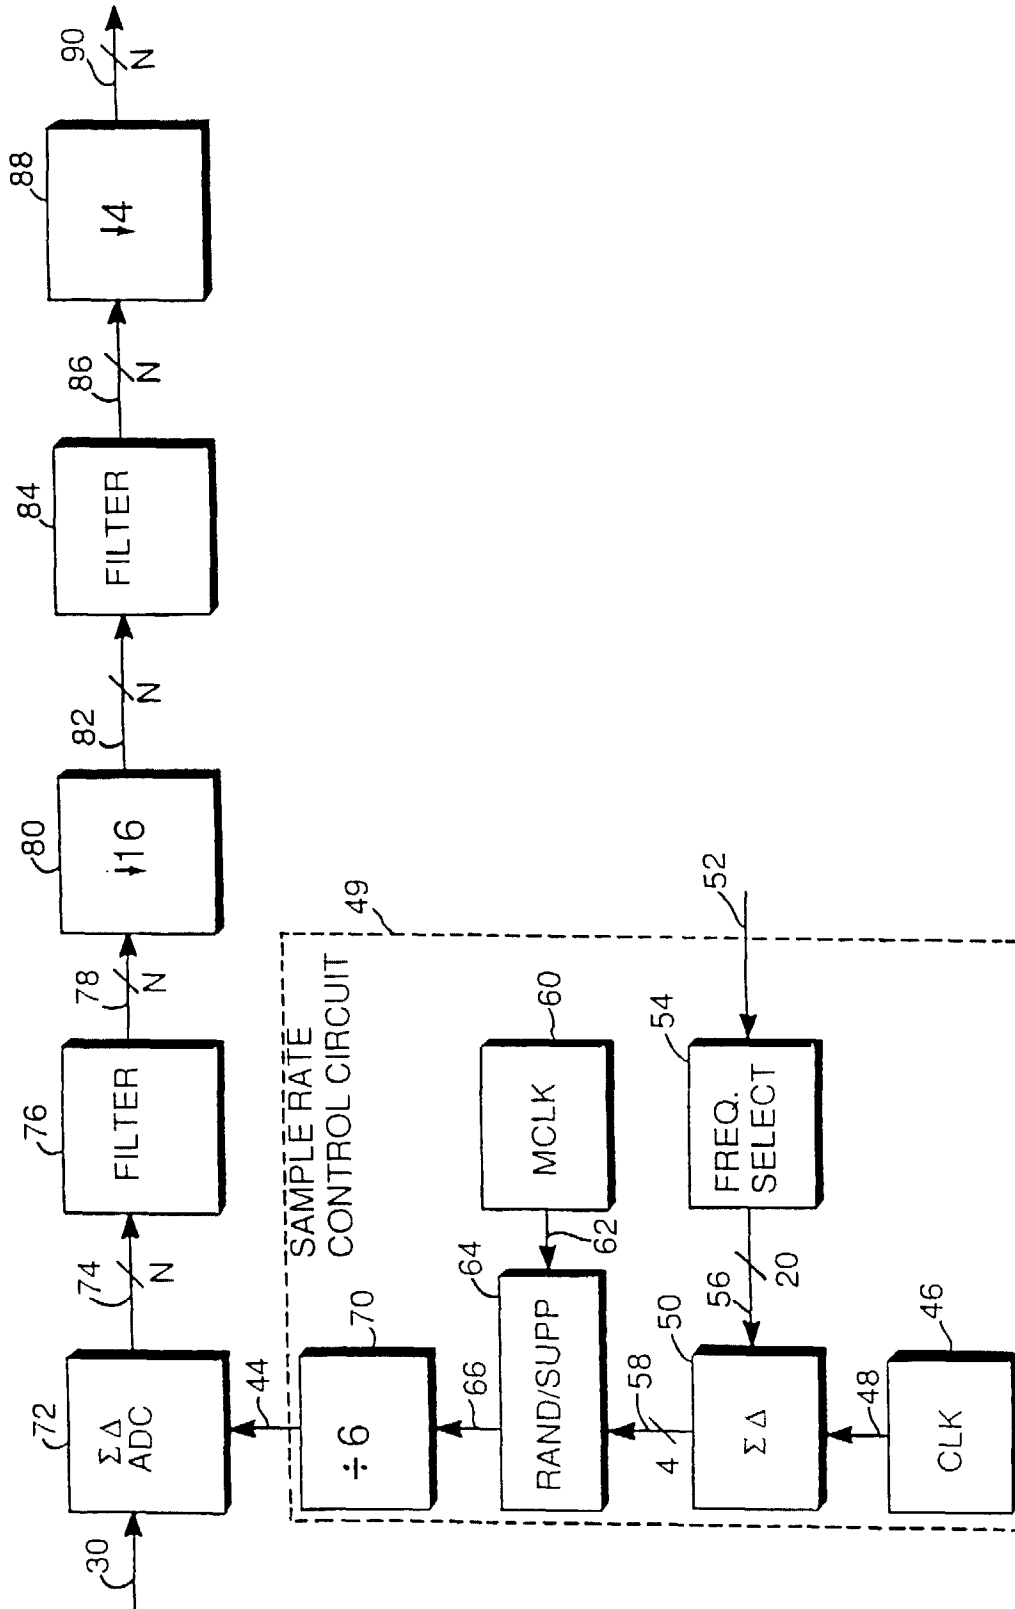 30
72
ΣΔ
ADC
74
N
76
FILTER
78
N
80
↓16
82
N
84
FILTER
86
N
88
↓4
90
N
44
49
SAMPLE RATE
CONTROL CIRCUIT
70
÷6
66
64
RAND/SUPP
62
60
MCLK
58
4
50
ΣΔ
56
20
54
FREQ.
SELECT
52
48
46
CLK